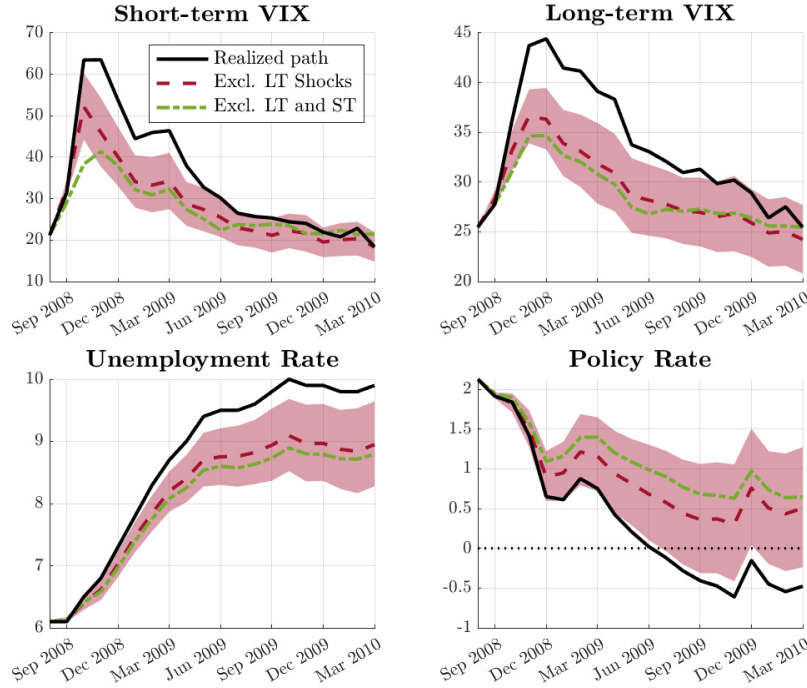 Short-term VIX
70
60
50
40
30
20
10
Realized path
Excl. LT Shocks
Excl. LT and ST
Sep 2008
Dec 2008
Mar 2009
Jun 2009
Sep 2009
Dec 2009
Mar 2010
Long-term VIX
45
40
35
30
25
20
Sep 2008
Dec 2008
Mar 2009
Jun 2009
Sep 2009
Dec 2009
Mar 2010
Unemployment Rate
10
9
8
7
6
Sep 2008
Dec 2008
Mar 2009
Jun 2009
Sep 2009
Dec 2009
Mar 2010
Policy Rate
2
1.5
1
0.5
0
-0.5
-1
Sep 2008
Dec 2008
Mar 2009
Jun 2009
Sep 2009
Dec 2009
Mar 2010